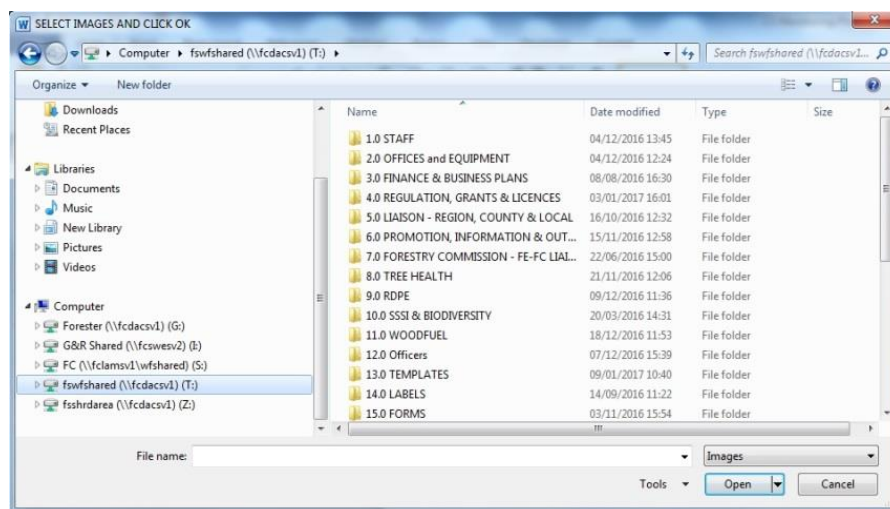 SELECT IMAGES AND CLICK OK
Computer fswfshared (\\fcdacsv1) (T:)
Search fswfshared (\\fcdacsv1...
Organize New folder
Downloads
Recent Places
Libraries
Documents
Music
New Library
Pictures
Videos
Computer
Forester (\\fcdacsv1) (G:)
G&R Shared (\\fcswesv2) (I:)
FC (\\fclamsv1\wfshared) (S:)
fswfshared (\\fcdacsv1) (T:)
fsshrdarea (\\fcdacsv1) (Z:)
Name Date modified Type Size
1.0 STAFF 04/12/2016 13:45 File folder
2.0 OFFICES and EQUIPMENT 04/12/2016 12:24 File folder
3.0 FINANCE & BUSINESS PLANS 08/08/2016 16:30 File folder
4.0 REGULATION, GRANTS & LICENCES 03/01/2017 16:01 File folder
5.0 LIAISON - REGION, COUNTY & LOCAL 16/10/2016 12:32 File folder
6.0 PROMOTION, INFORMATION & OUT... 15/11/2016 12:58 File folder
7.0 FORESTRY COMMISSION - FE-FC LIAI... 22/06/2016 15:00 File folder
8.0 TREE HEALTH 21/11/2016 12:06 File folder
9.0 RDPE 09/12/2016 11:36 File folder
10.0 SSSI & BIODIVERSITY 20/03/2016 14:31 File folder
11.0 WOODFUEL 18/12/2016 11:53 File folder
12.0 Officers 07/12/2016 15:39 File folder
13.0 TEMPLATES 09/01/2017 10:40 File folder
14.0 LABELS 14/09/2016 11:22 File folder
15.0 FORMS 03/11/2016 15:54 File folder
File name: Images
Tools Open Cancel